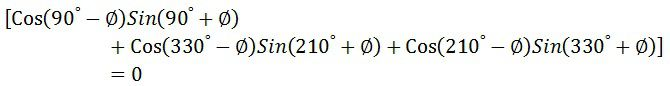 [Cos(90° − ∅)Sin(90° + ∅)
+ Cos(330° − ∅)Sin(210° + ∅) + Cos(210° − ∅)Sin(330° + ∅)]
= 0